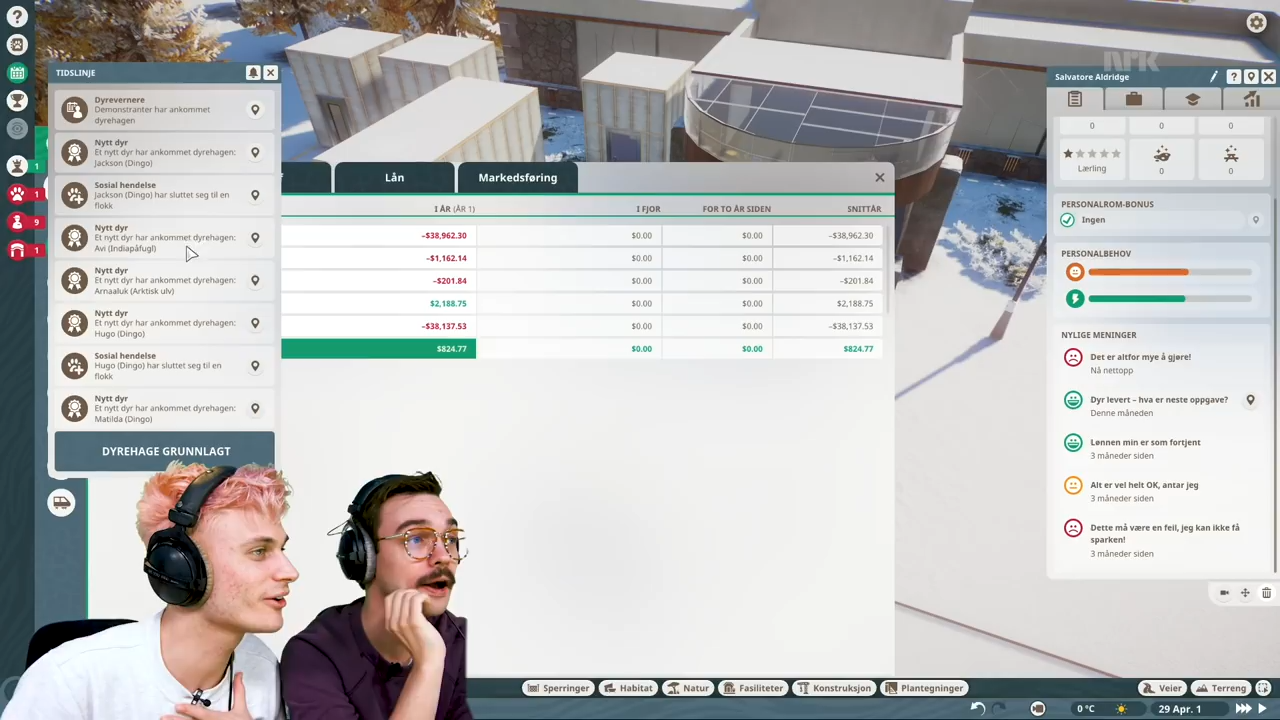 nrk
TIDSLINJE
Dyrevernere
Demonstranter har ankommet
dyrehagen
Nytt dyr
Et nytt dyr har ankommet dyrehagen:
Jackson (Dingo)
Sosial hendelse
Jackson (Dingo) har sluttet seg til en
flokk
Nytt dyr
Et nytt dyr har ankommet dyrehagen:
Avi (Indiapåfugl)
Nytt dyr
Et nytt dyr har ankommet dyrehagen:
Arnaaluk (Arktisk ulv)
Nytt dyr
Et nytt dyr har ankommet dyrehagen:
Hugo (Dingo)
Sosial hendelse
Hugo (Dingo) har sluttet seg til en
flokk
Nytt dyr
Et nytt dyr har ankommet dyrehagen:
Matilda (Dingo)
DYREHAGE GRUNNLAGT
1
1
9
1
Lån
Markedsføring
I ÅR (ÅR 1) I FJOR FOR TO ÅR SIDEN SNITTÅR
-$38,962.30 $0.00 $0.00 -$38,962.30
-$1,162.14 $0.00 $0.00 -$1,162.14
-$201.84 $0.00 $0.00 -$201.84
$2,188.75 $0.00 $0.00 $2,188.75
-$38,137.53 $0.00 $0.00 -$38,137.53
$824.77 $0.00 $0.00 $824.77
Salvatore Aldridge
0 0 0
Lærling 0 0
PERSONALROM-BONUS
Ingen
PERSONALBEHOV
NYLIGE MENINGER
Det er altfor mye å gjøre!
Nå nettopp
Dyr levert – hva er neste oppgave?
Denne måneden
Lønnen min er som fortjent
3 måneder siden
Alt er vel helt OK, antar jeg
3 måneder siden
Dette må være en feil, jeg kan ikke få
sparken!
3 måneder siden
Sperringer Habitat Natur Fasiliteter Konstruksjon Plantegninger Veier Terreng
0 °C 29 Apr. 1